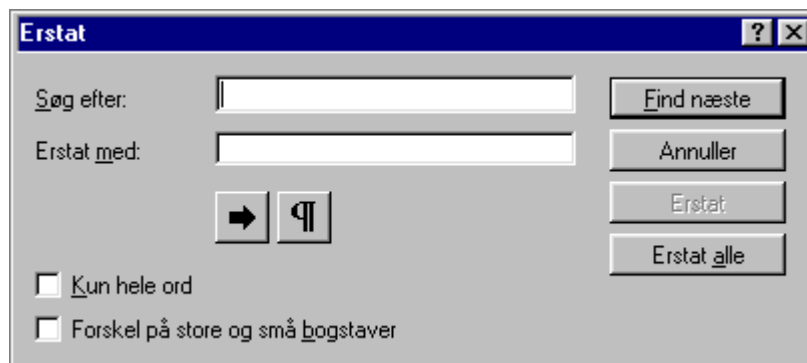 Erstat
Søg efter:
Find næste
Erstat med:
Annuller
¶
Erstat
Erstat alle
Kun hele ord
Forskel på store og små bogstaver